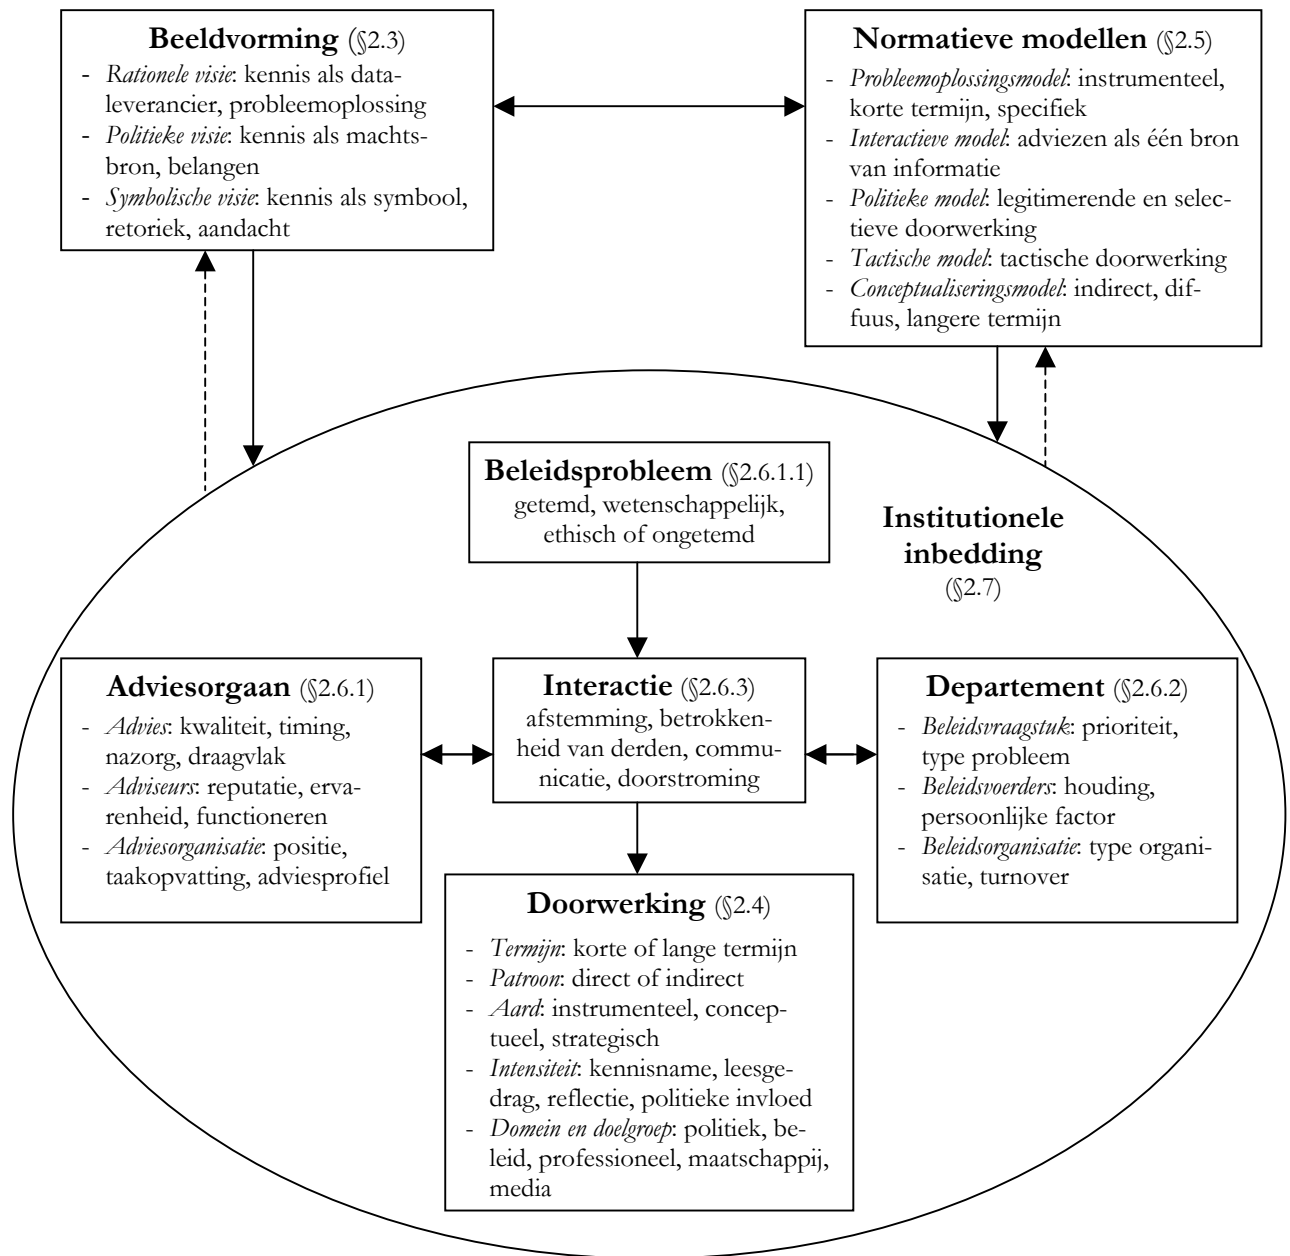 Beeldvorming (§2.3)
- Rationele visie: kennis als data-
leverancier, probleemoplossing
- Politieke visie: kennis als machts-
bron, belangen
- Symbolische visie: kennis als symbool,
retoriek, aandacht
Normatieve modellen (§2.5)
- Probleemoplossingsmodel: instrumenteel,
korte termijn, specifiek
- Interactieve model: adviezen als één bron
van informatie
- Politieke model: legitimerende en selec-
tieve doorwerking
- Tactische model: tactische doorwerking
- Conceptualiseringsmodel: indirect, dif-
fuus, langere termijn
Beleidsprobleem (§2.6.1.1)
getemd, wetenschappelijk,
ethisch of ongetemd
Institutionele
inbedding
(§2.7)
Adviesorgaan (§2.6.1)
- Advies: kwaliteit, timing,
nazorg, draagvlak
- Adviseurs: reputatie, erva-
renheid, functioneren
- Adviesorganisatie: positie,
taakopvatting, adviesprofiel
Interactie (§2.6.3)
afstemming, betrokken-
heid van derden, commu-
nicatie, doorstroming
Departement (§2.6.2)
- Beleidsvraagstuk: prioriteit,
type probleem
- Beleidsvoerders: houding,
persoonlijke factor
- Beleidsorganisatie: type organi-
satie, turnover
Doorwerking (§2.4)
- Termijn: korte of lange termijn
- Patroon: direct of indirect
- Aard: instrumenteel, concep-
tueel, strategisch
- Intensiteit: kennisname, leesge-
drag, reflectie, politieke invloed
- Domein en doelgroep: politiek, be-
leid, professioneel, maatschappij,
media